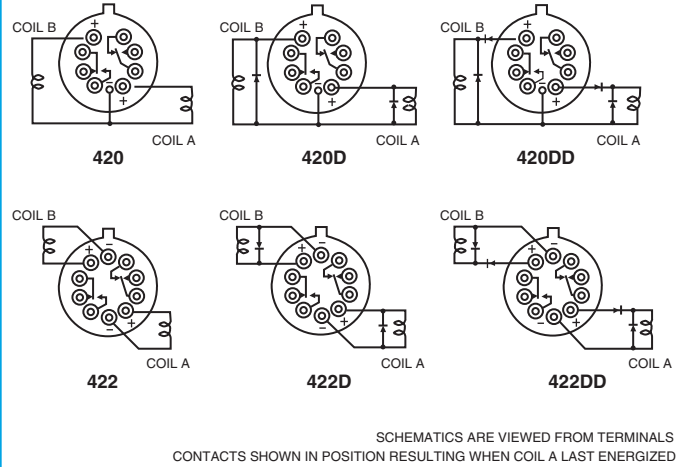 COIL B
+
–
+
COIL A
420
COIL B
+
–
+
COIL A
420D
COIL B
+
–
+
COIL A
420DD
COIL B
–
+
–
+
COIL A
422
COIL B
–
+
–
+
COIL A
422D
COIL B
–
+
–
+
COIL A
422DD
SCHEMATICS ARE VIEWED FROM TERMINALS
CONTACTS SHOWN IN POSITION RESULTING WHEN COIL A LAST ENERGIZED